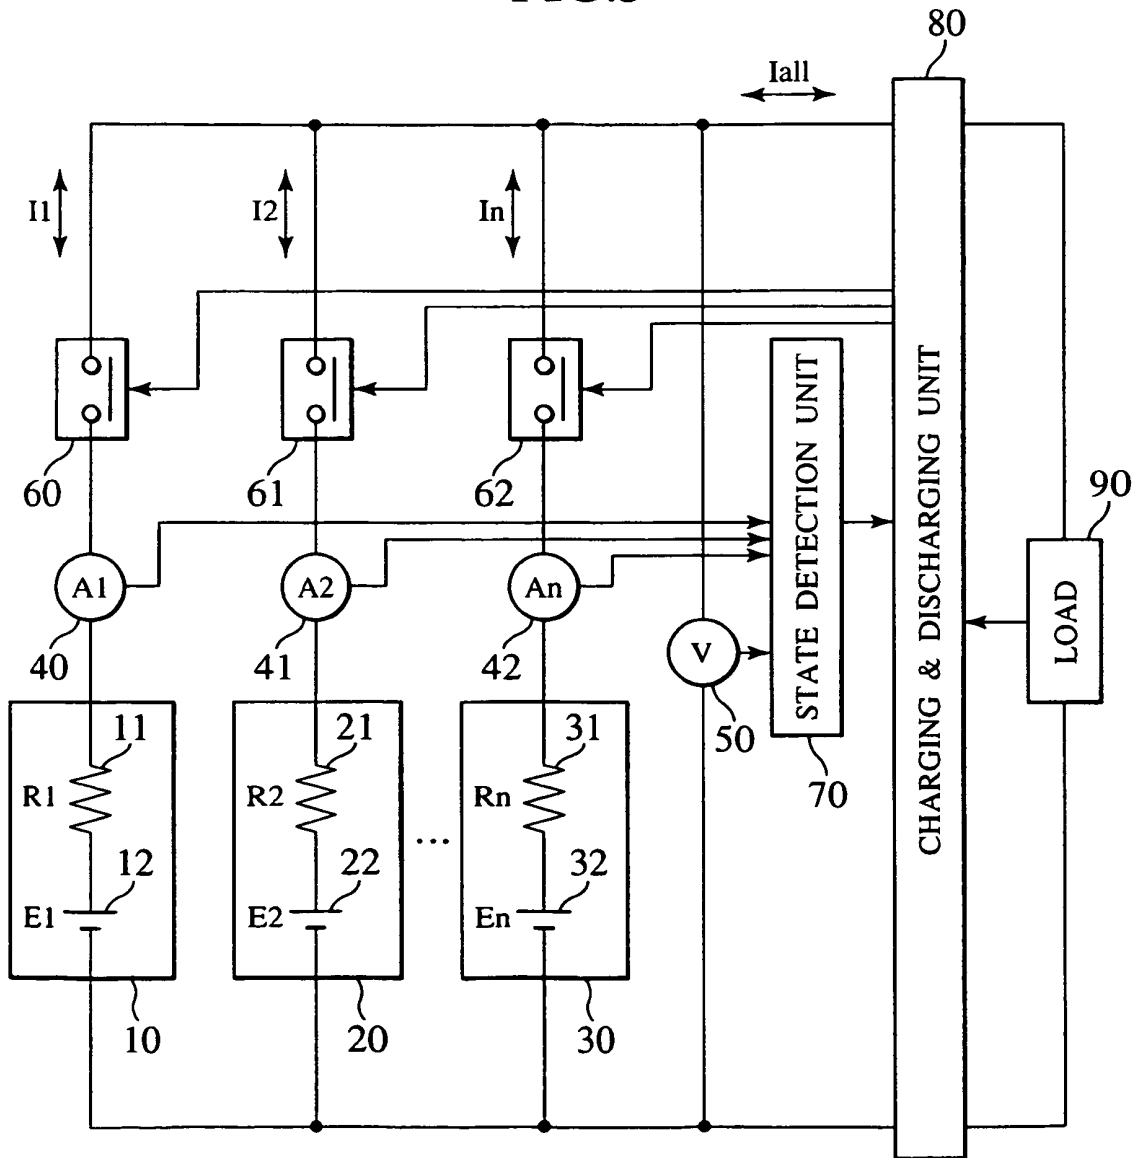 80
Iall
I1
I2
In
60
61
62
A1
A2
An
40
41
42
V
50
STATE DETECTION UNIT
70
CHARGING & DISCHARGING UNIT
90
LOAD
11
21
31
R1
R2
Rn
...
12
22
32
E1
E2
En
10
20
30